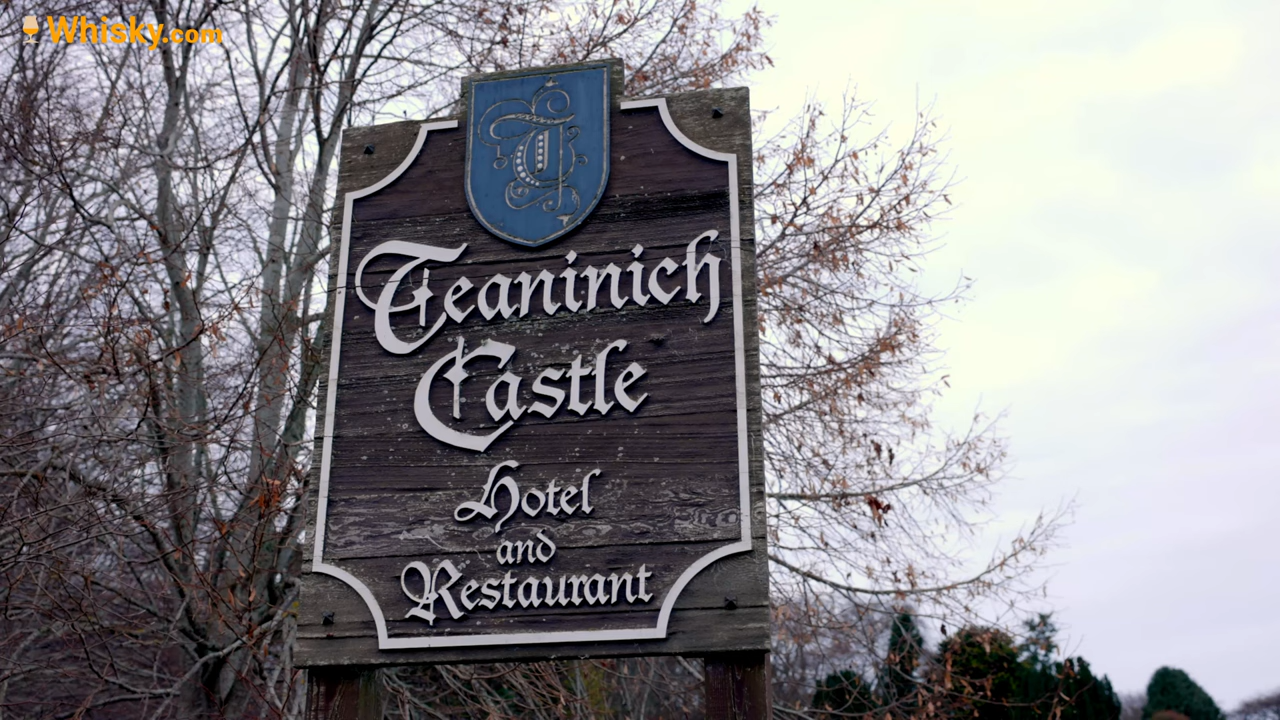 Whisky.com
T
Teaninich
Castle
Hotel
and
Restaurant